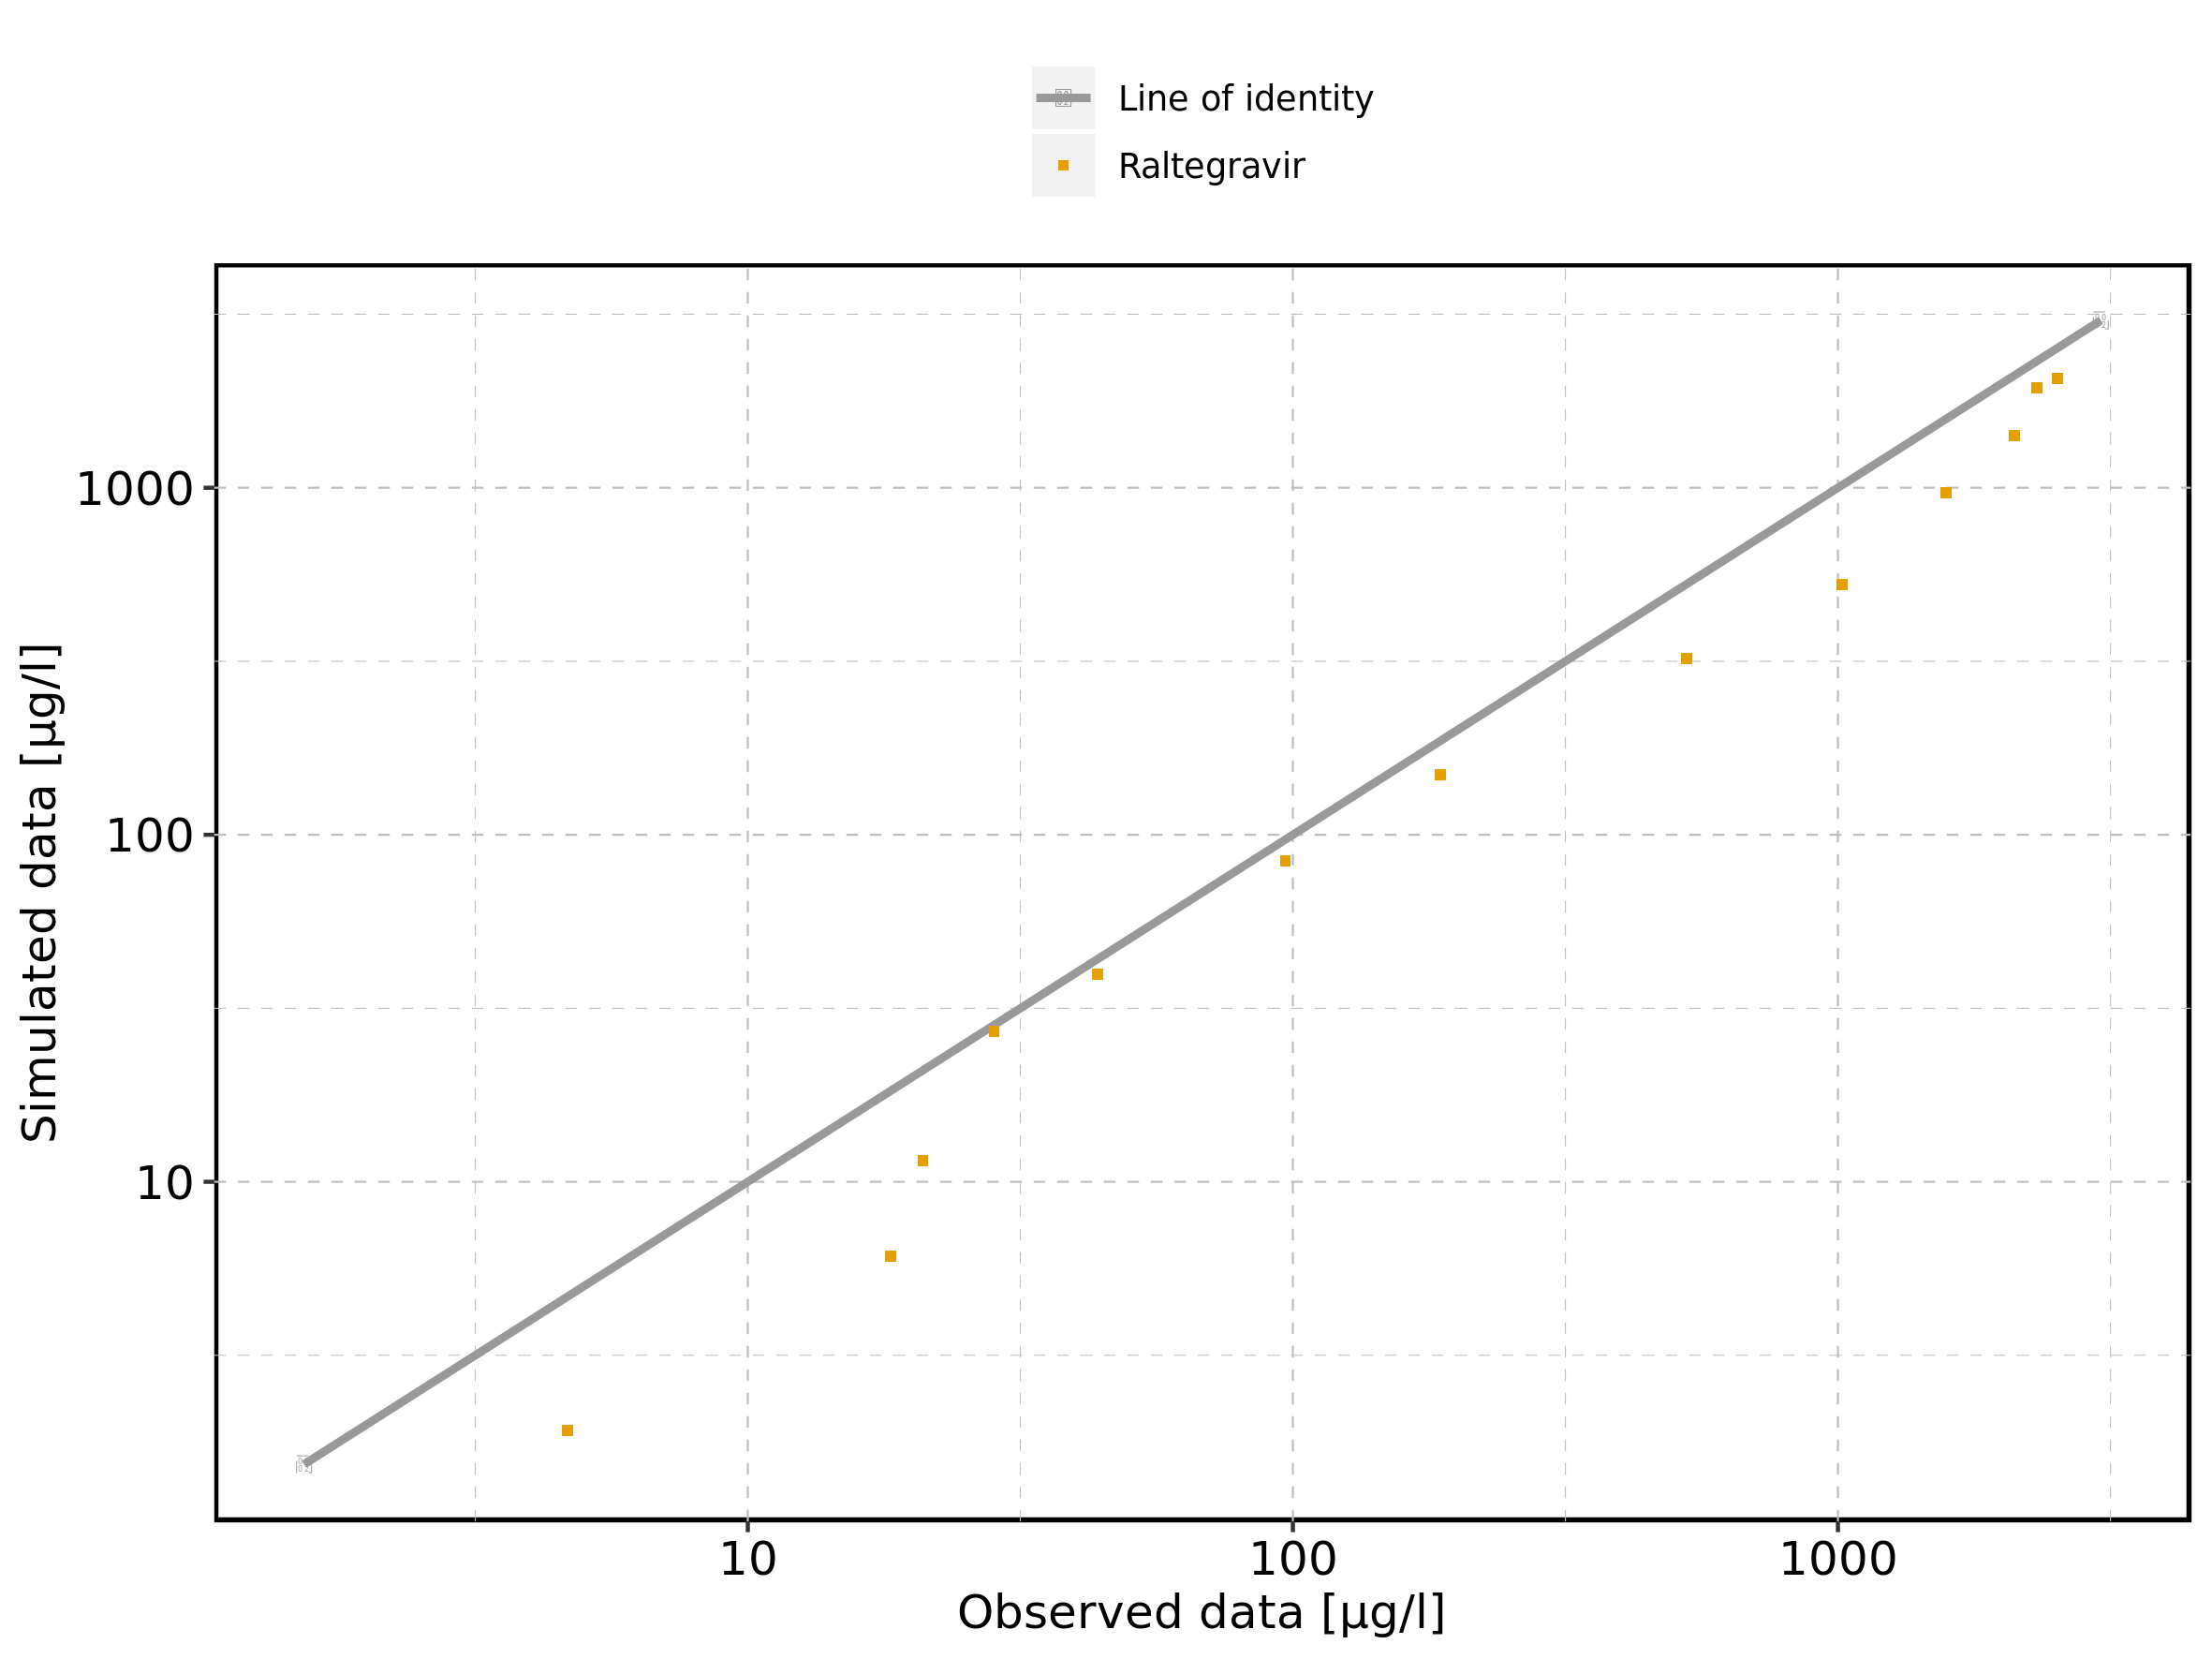 Line of identity
Raltegravir
Simulated data [µg/l]
1000
100
10
10
100
1000
Observed data [µg/l]